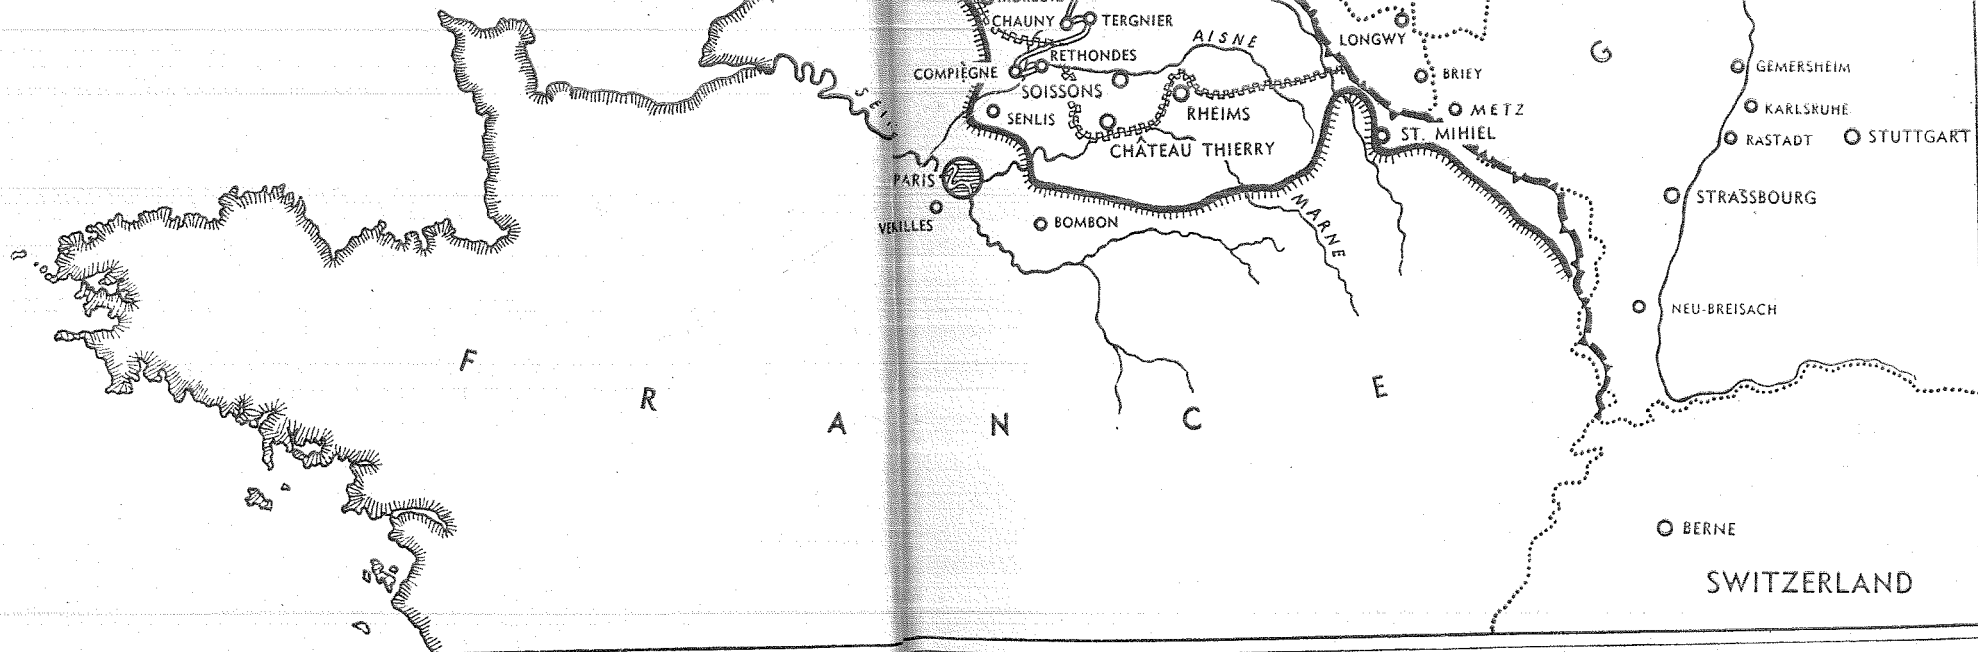 CHAUNY
TERGNIER
AISNE
LONGWY
G
RETHONDES
COMPIÈGNE
BRIEY
GEMERSHEIM
SOISSONS
SENLIS
RHEIMS
METZ
KARLSRUHE
CHÂTEAU THIERRY
ST. MIHIEL
RASTADT
STUTTGART
PARIS
STRASSBOURG
BOMBON
MARNE
NEU-BREISACH
F R A N C E
BERNE
SWITZERLAND